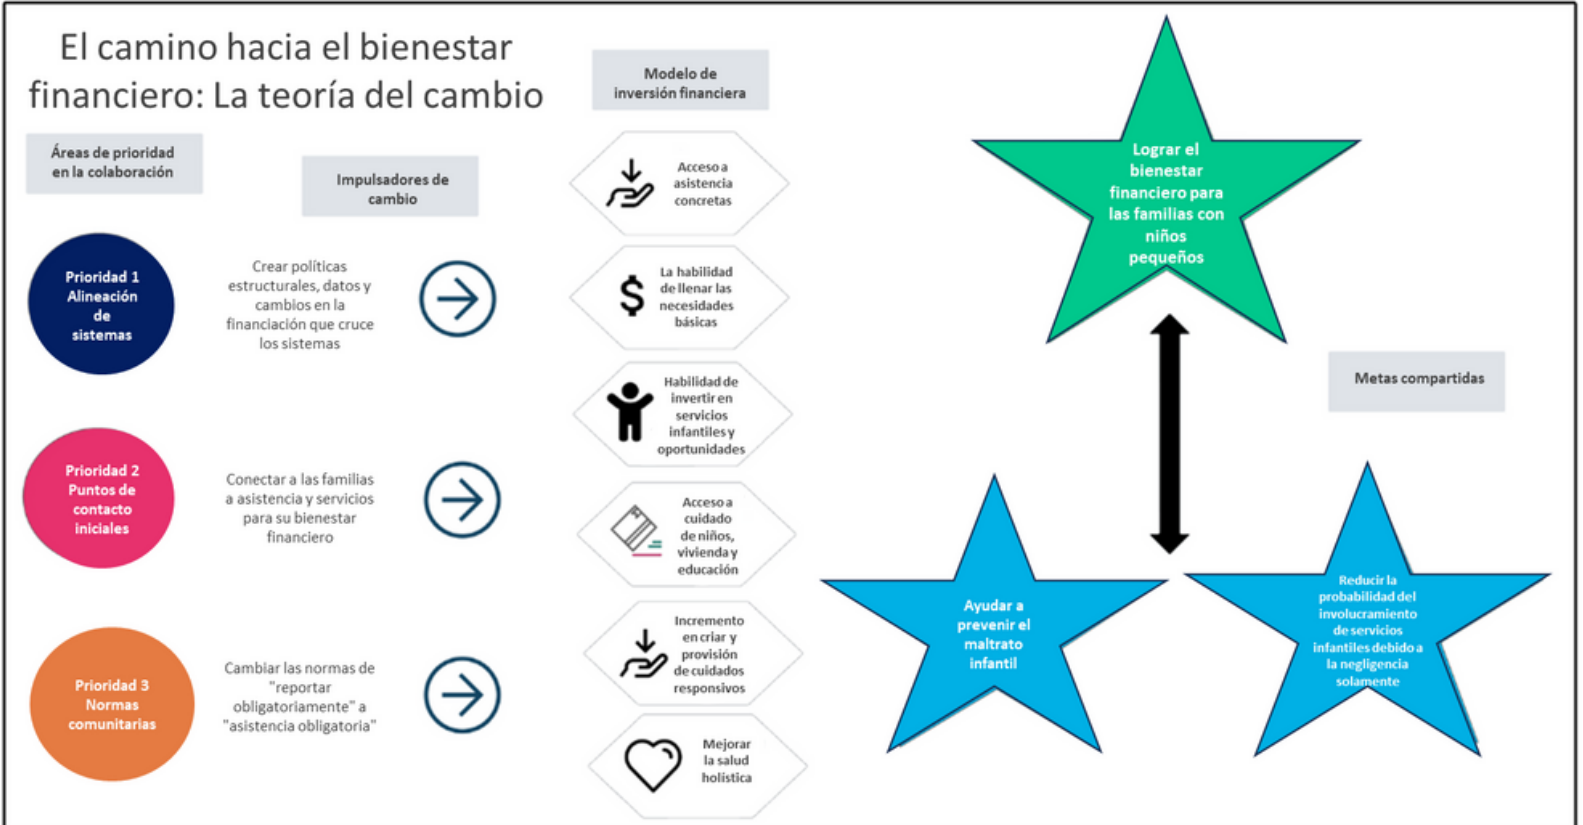 El camino hacia el bienestar
financiero: La teoría del cambio
Áreas de prioridad
en la colaboración
Impulsadores de
cambio
Modelo de
inversión financiera
Prioridad 1
Alineación
de
sistemas
Crear políticas
estructurales, datos y
cambios en la
financiación que cruce
los sistemas
Prioridad 2
Puntos de
contacto
iniciales
Conectar a las familias
a asistencia y servicios
para su bienestar
financiero
Prioridad 3
Normas
comunitarias
Cambiar las normas de
"reportar
obligatoriamente" a
"asistencia obligatoria"
Acceso a
asistencia
concretas
$
La habilidad
de llenar las
necesidades
básicas
Habilidad de
invertir en
servicios
infantiles y
oportunidades
Acceso a
cuidado
de niños,
vivienda y
educación
Incremento
en criar y
provisión
de cuidados
responsivos
Mejorar
la salud
holística
Lograr el
bienestar
financiero para
las familias con
niños
pequeños
Metas compartidas
Ayudar a
prevenir el
maltrato
infantil
Reducir la
probabilidad del
involucramiento
de servicios
infantiles debido a
la negligencia
solamente